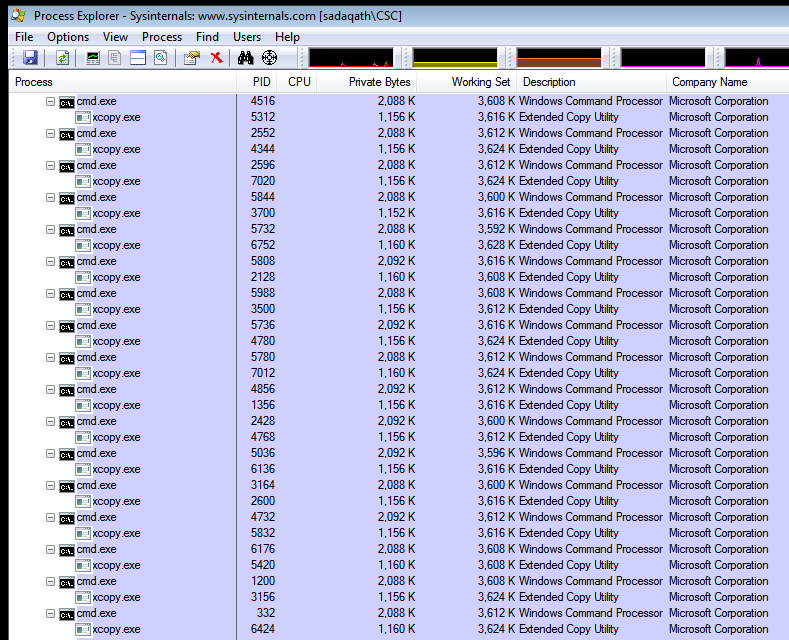 Process Explorer - Sysinternals: www.sysinternals.com [sadaqath\CSC]
File Options View Process Find Users Help
Process PID CPU Private Bytes Working Set Description Company Name
cmd.exe 4516 2,088 K 3,608 K Windows Command Processor Microsoft Corporation
xcopy.exe 5312 1,156 K 3,616 K Extended Copy Utility Microsoft Corporation
cmd.exe 2552 2,088 K 3,612 K Windows Command Processor Microsoft Corporation
xcopy.exe 4344 1,156 K 3,624 K Extended Copy Utility Microsoft Corporation
cmd.exe 2596 2,088 K 3,612 K Windows Command Processor Microsoft Corporation
xcopy.exe 7020 1,156 K 3,624 K Extended Copy Utility Microsoft Corporation
cmd.exe 5844 2,088 K 3,600 K Windows Command Processor Microsoft Corporation
xcopy.exe 3700 1,152 K 3,616 K Extended Copy Utility Microsoft Corporation
cmd.exe 5732 2,088 K 3,592 K Windows Command Processor Microsoft Corporation
xcopy.exe 6752 1,160 K 3,628 K Extended Copy Utility Microsoft Corporation
cmd.exe 5808 2,092 K 3,616 K Windows Command Processor Microsoft Corporation
xcopy.exe 2128 1,160 K 3,608 K Extended Copy Utility Microsoft Corporation
cmd.exe 5988 2,088 K 3,608 K Windows Command Processor Microsoft Corporation
xcopy.exe 3500 1,156 K 3,612 K Extended Copy Utility Microsoft Corporation
cmd.exe 5736 2,092 K 3,616 K Windows Command Processor Microsoft Corporation
xcopy.exe 4780 1,156 K 3,624 K Extended Copy Utility Microsoft Corporation
cmd.exe 5780 2,088 K 3,612 K Windows Command Processor Microsoft Corporation
xcopy.exe 7012 1,160 K 3,624 K Extended Copy Utility Microsoft Corporation
cmd.exe 4856 2,092 K 3,612 K Windows Command Processor Microsoft Corporation
xcopy.exe 1356 1,156 K 3,616 K Extended Copy Utility Microsoft Corporation
cmd.exe 2428 2,092 K 3,600 K Windows Command Processor Microsoft Corporation
xcopy.exe 4768 1,156 K 3,612 K Extended Copy Utility Microsoft Corporation
cmd.exe 5036 2,092 K 3,596 K Windows Command Processor Microsoft Corporation
xcopy.exe 6136 1,156 K 3,616 K Extended Copy Utility Microsoft Corporation
cmd.exe 3164 2,088 K 3,600 K Windows Command Processor Microsoft Corporation
xcopy.exe 2600 1,156 K 3,616 K Extended Copy Utility Microsoft Corporation
cmd.exe 4732 2,092 K 3,612 K Windows Command Processor Microsoft Corporation
xcopy.exe 5832 1,156 K 3,616 K Extended Copy Utility Microsoft Corporation
cmd.exe 6176 2,088 K 3,608 K Windows Command Processor Microsoft Corporation
xcopy.exe 5420 1,160 K 3,608 K Extended Copy Utility Microsoft Corporation
cmd.exe 1200 2,088 K 3,608 K Windows Command Processor Microsoft Corporation
xcopy.exe 3156 1,156 K 3,624 K Extended Copy Utility Microsoft Corporation
cmd.exe 332 2,088 K 3,612 K Windows Command Processor Microsoft Corporation
xcopy.exe 6424 1,160 K 3,624 K Extended Copy Utility Microsoft Corporation